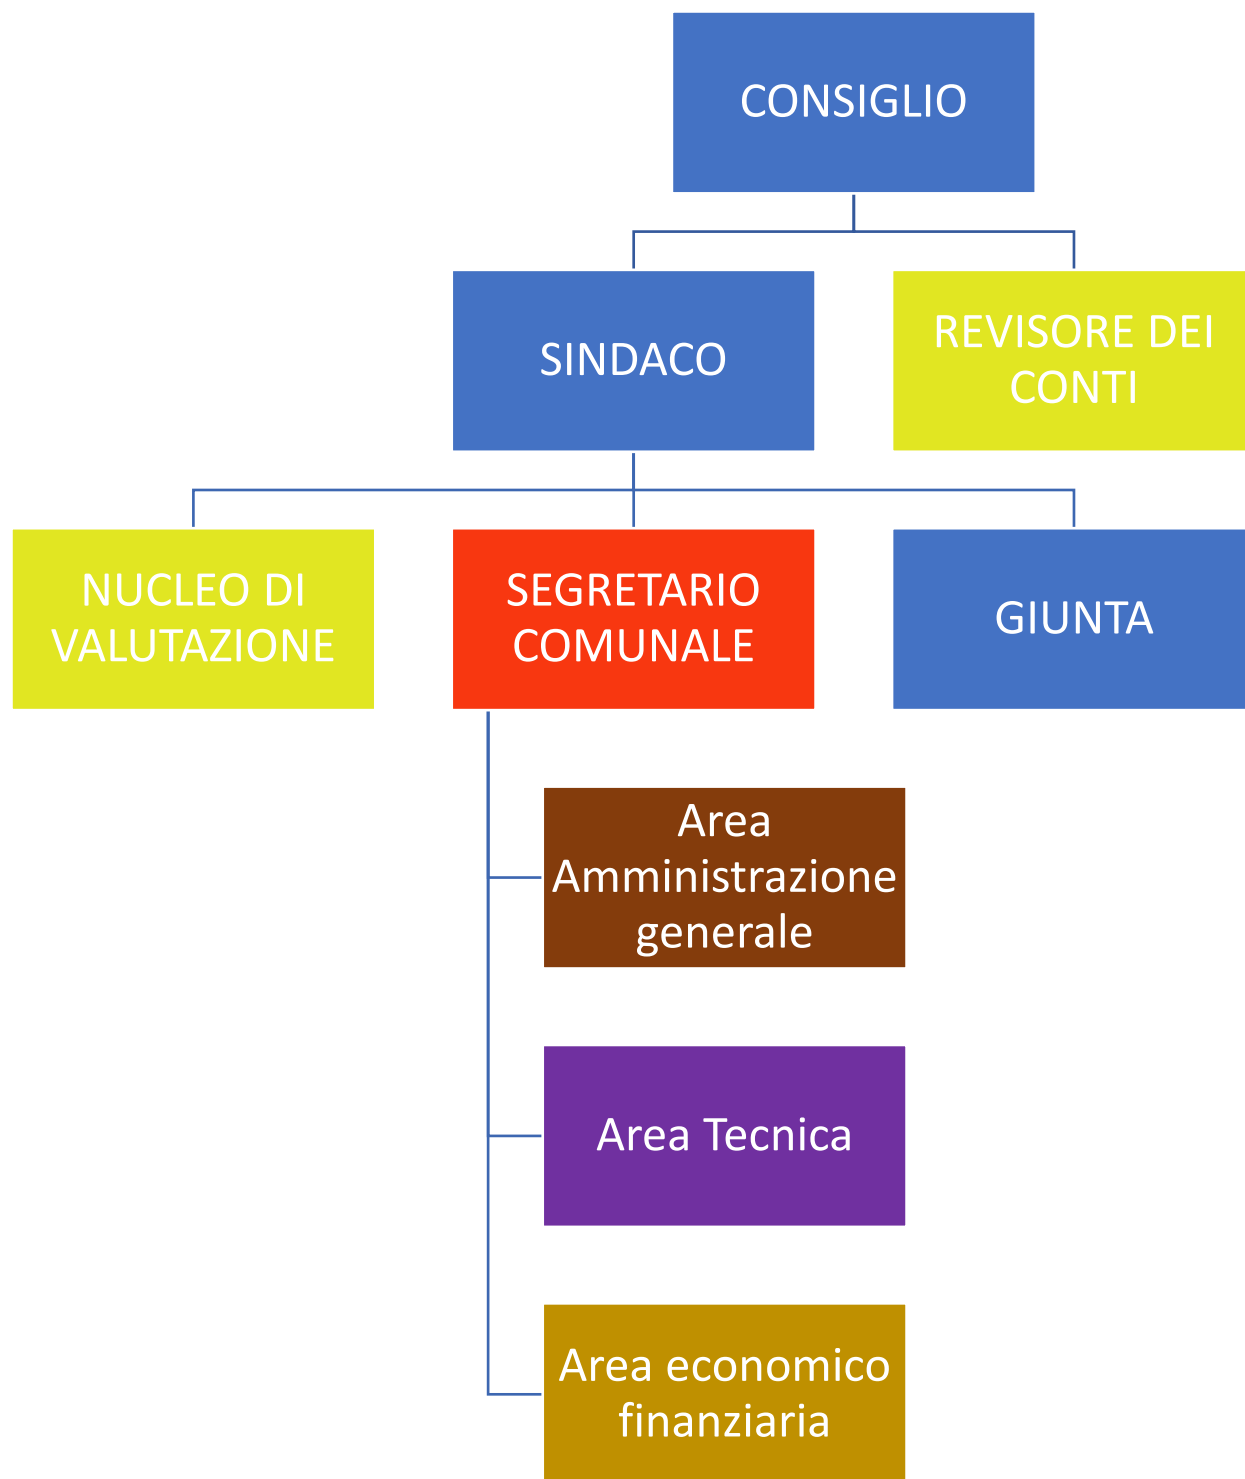 CONSIGLIO
SINDACO
REVISORE DEI
CONTI
NUCLEO DI
VALUTAZIONE
SEGRETARIO
COMUNALE
GIUNTA
Area
Amministrazione
generale
Area Tecnica
Area economico
finanziaria